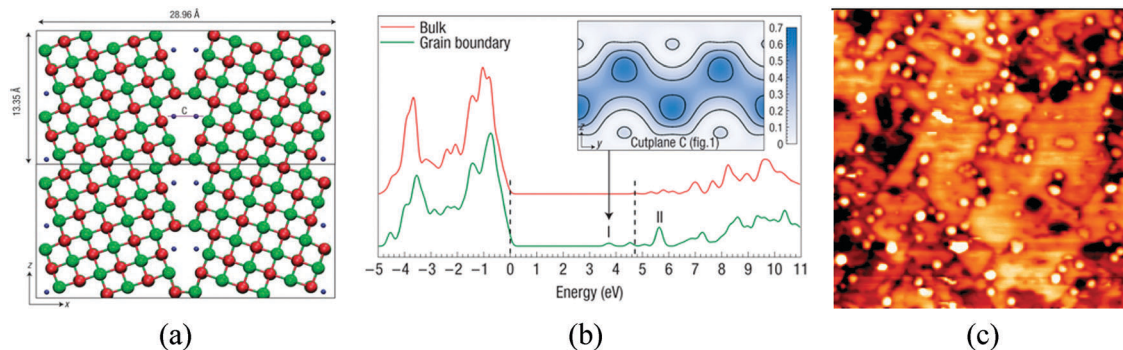 28.96 Å
13.35 Å
C
z
x
(a)
Bulk
Grain boundary
0.7
0.6
0.5
0.4
0.3
0.2
0.1
0
z
y
Cutplane C (fig.1)
I
II
–5 –4 –3 –2 –1 0 1 2 3 4 5 6 7 8 9 10 11
Energy (eV)
(b)
(c)